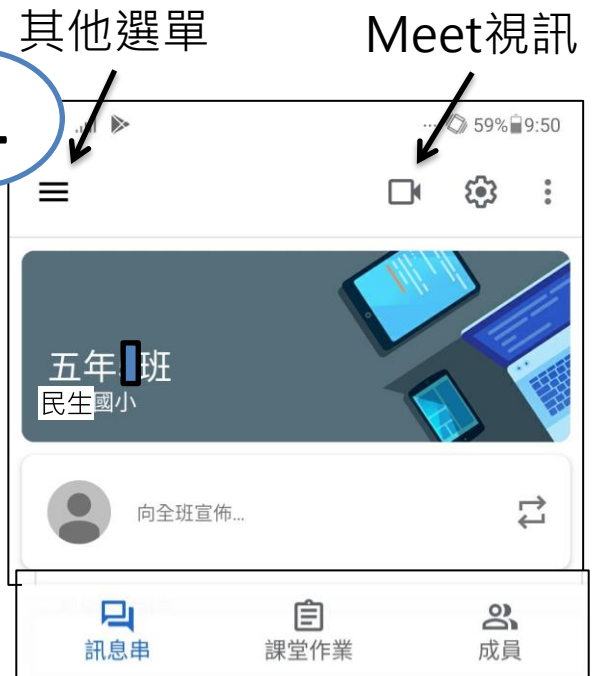 其他選單
Meet視訊
59% 9:50
五年 班
民生國小
向全班宣佈…
訊息串
課堂作業
成員